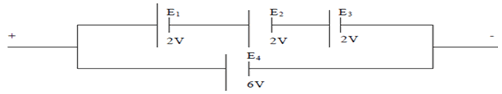 E₁ E₂ E₃
+ -
2V 2V 2V
E₄
6V